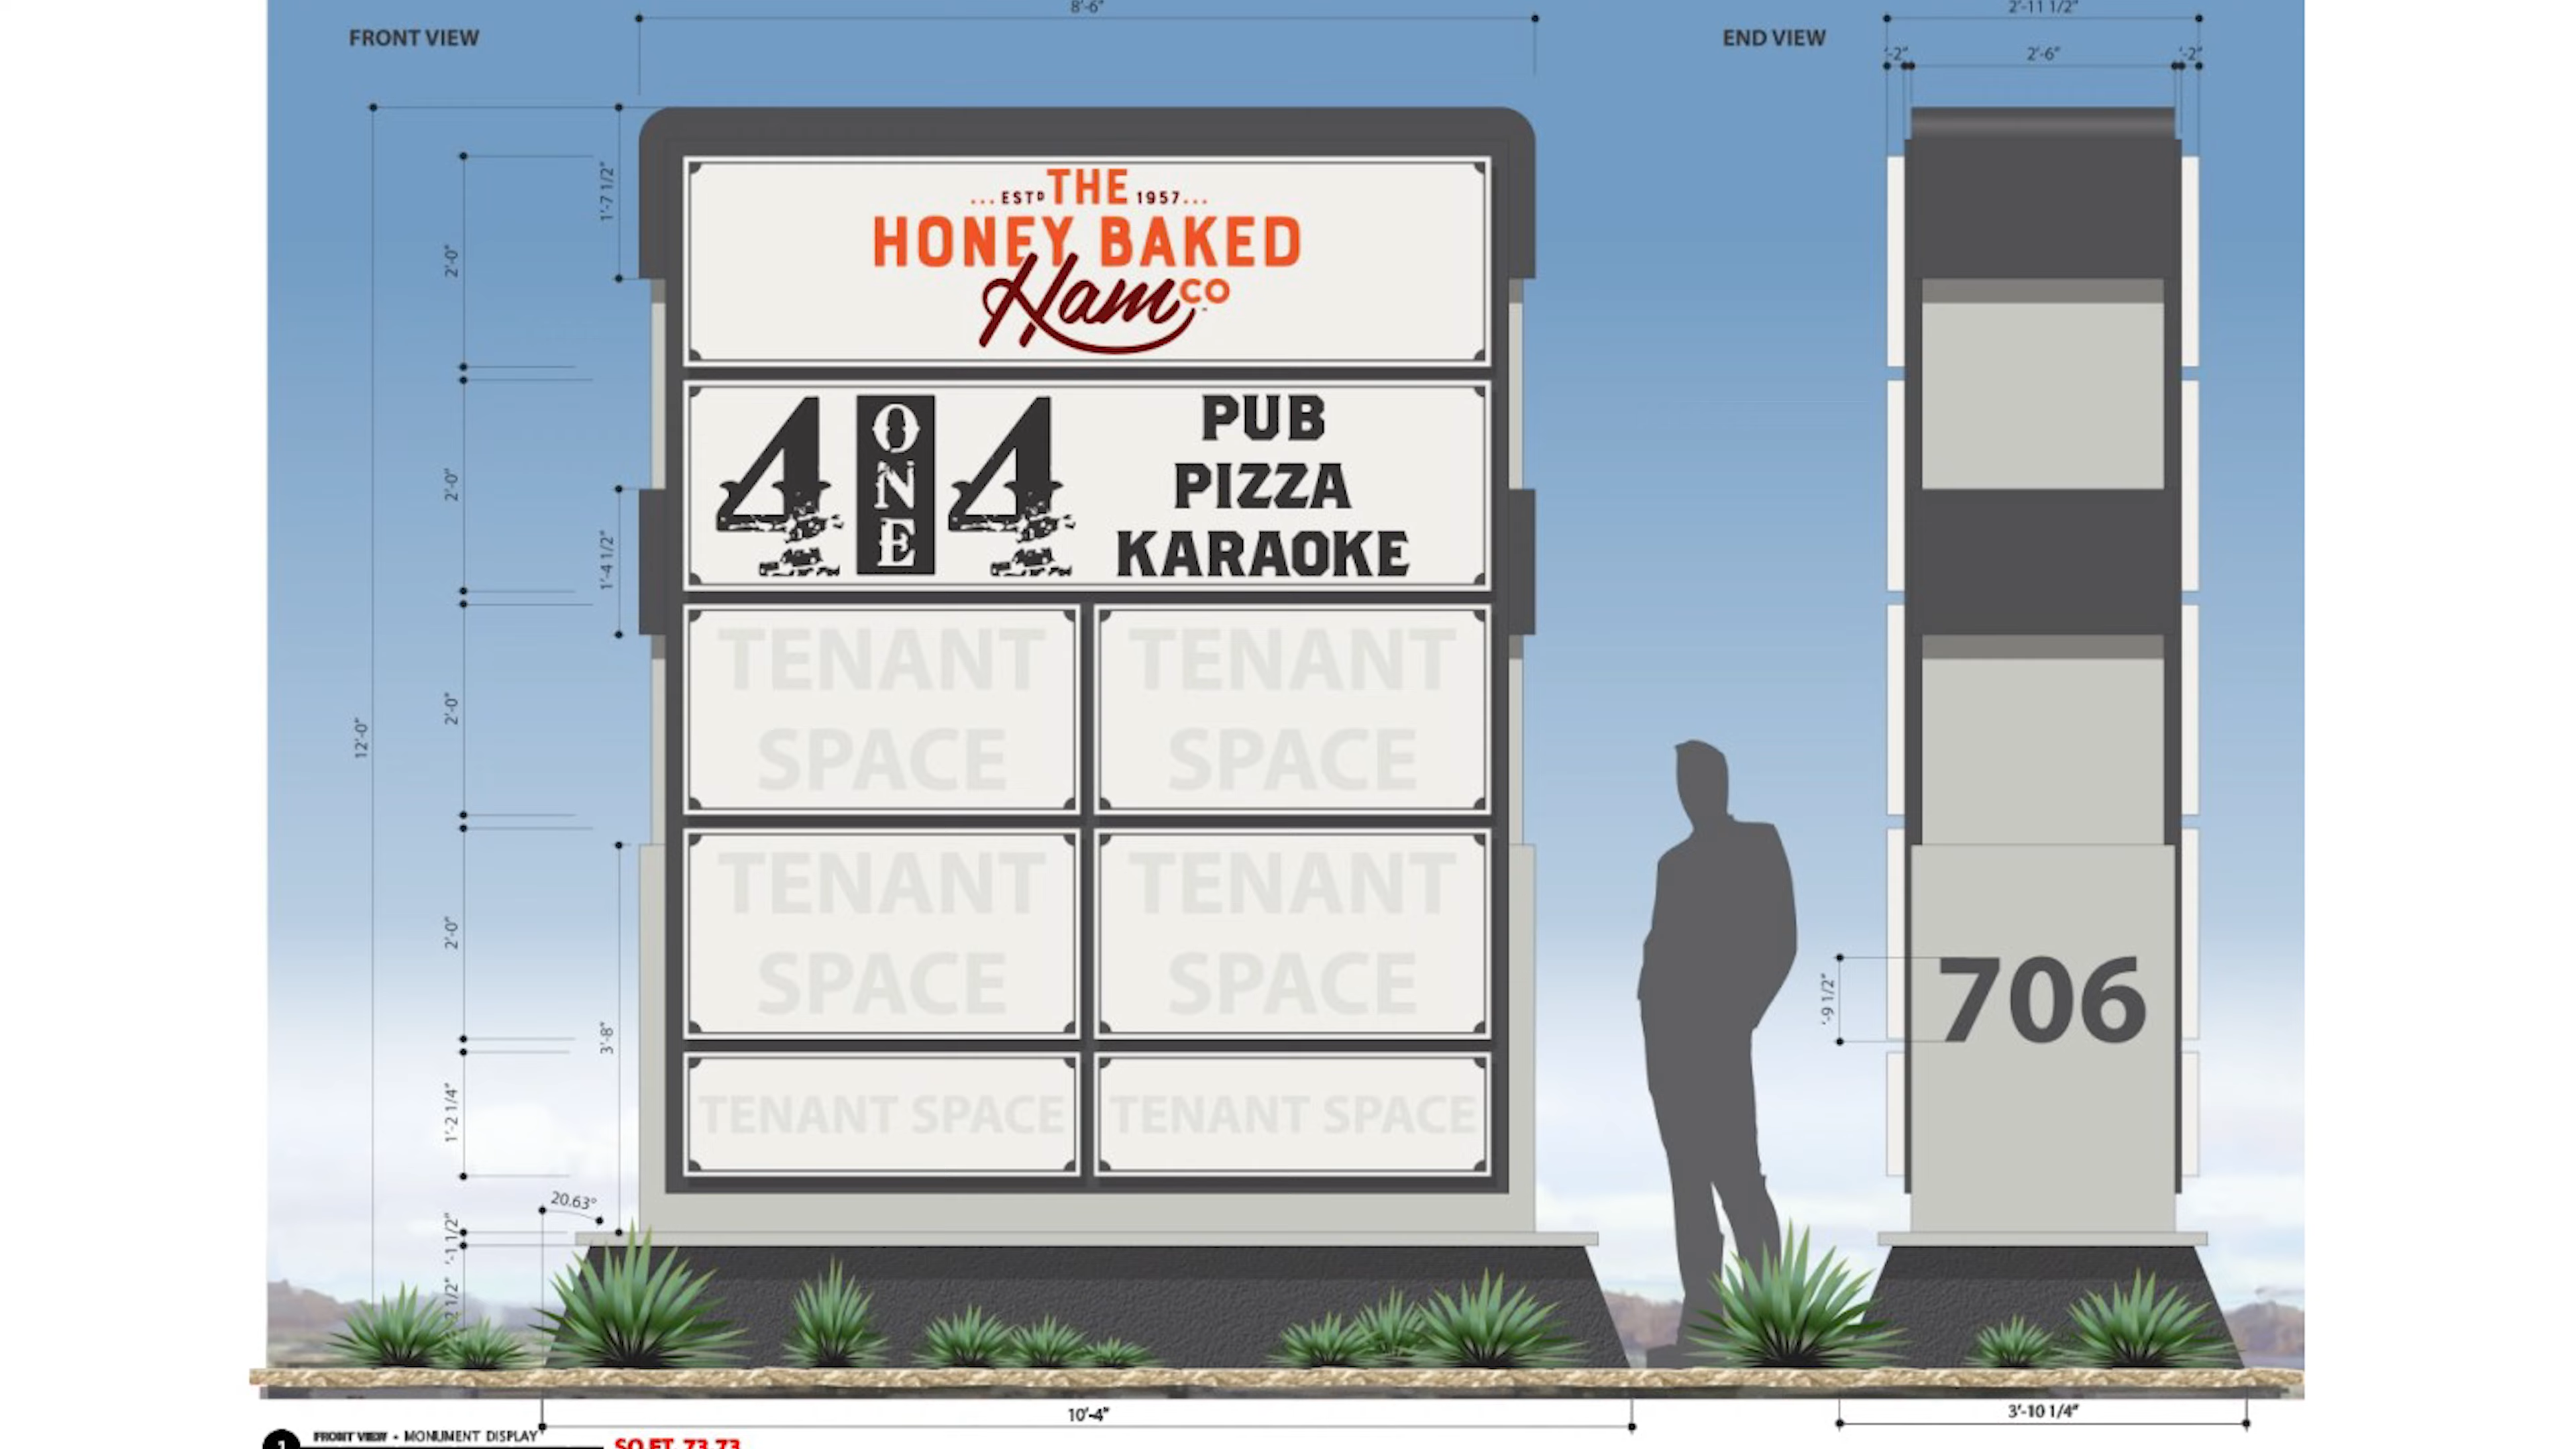 8'-6"
2'-11 1/2"
FRONT VIEW
END VIEW
'-2"
2'-6"
'-2"
1'-7 1/2"
2'-0"
... ESTD THE 1957...
HONEY BAKED
Ham CO
2'-0"
1'-4 1/2"
4 ONE 4
PUB
PIZZA
KARAOKE
12'-0"
2'-0"
TENANT
SPACE
TENANT
SPACE
2'-0"
3'-8"
TENANT
SPACE
TENANT
SPACE
'-9 1/2"
706
1'-2 1/4"
TENANT SPACE
TENANT SPACE
20.63°
'-1 1/2"
2 1/2"
10'-4"
3'-10 1/4"
1
FRONT VIEW • MONUMENT DISPLAY
SQ FT. 73.73